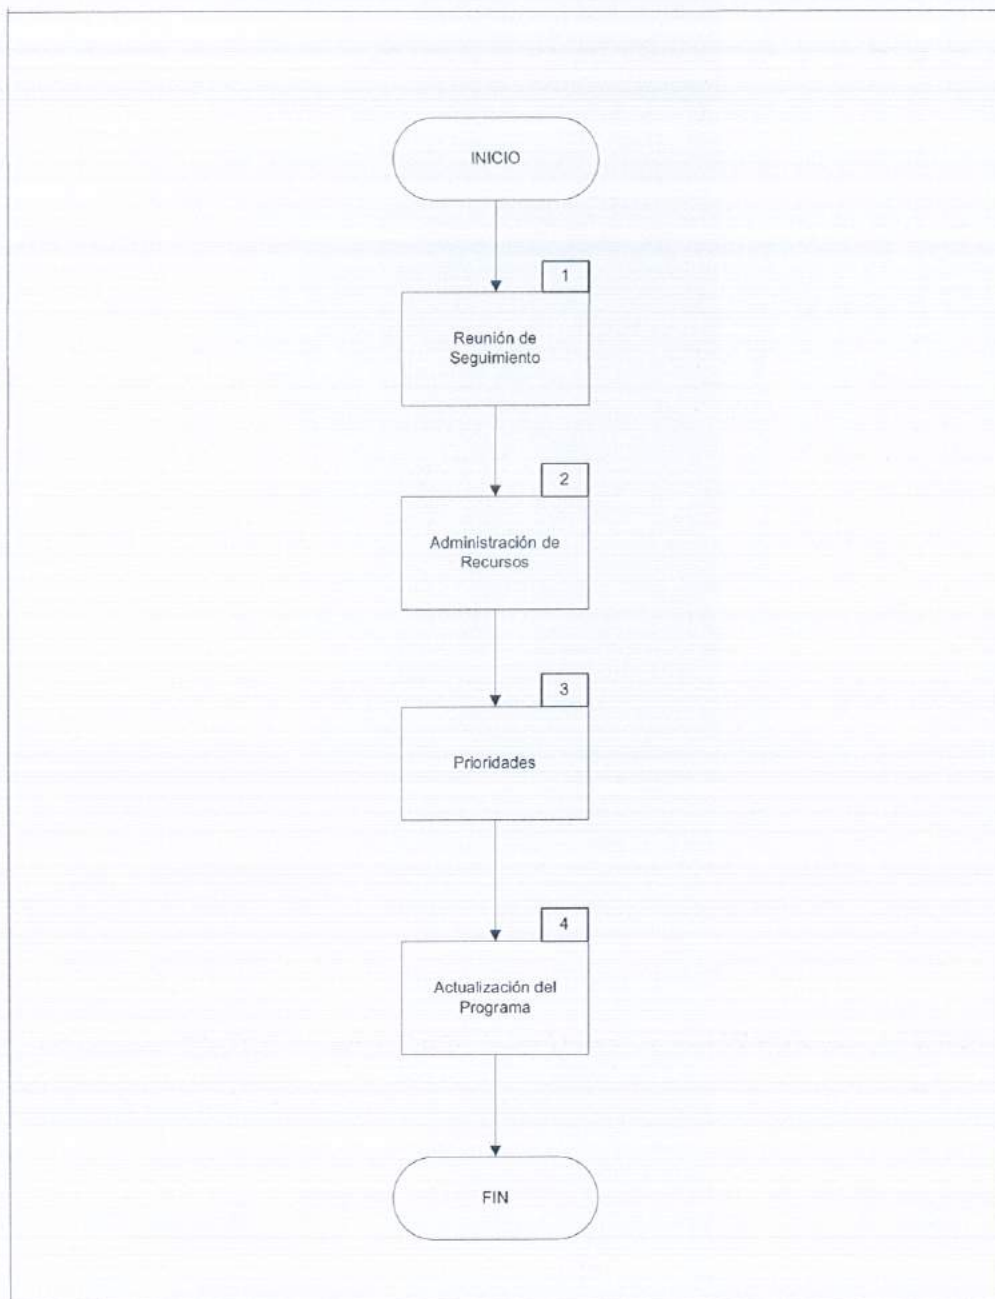 INICIO
1
Reunión de
Seguimiento
2
Administración de
Recursos
3
Prioridades
4
Actualización del
Programa
FIN